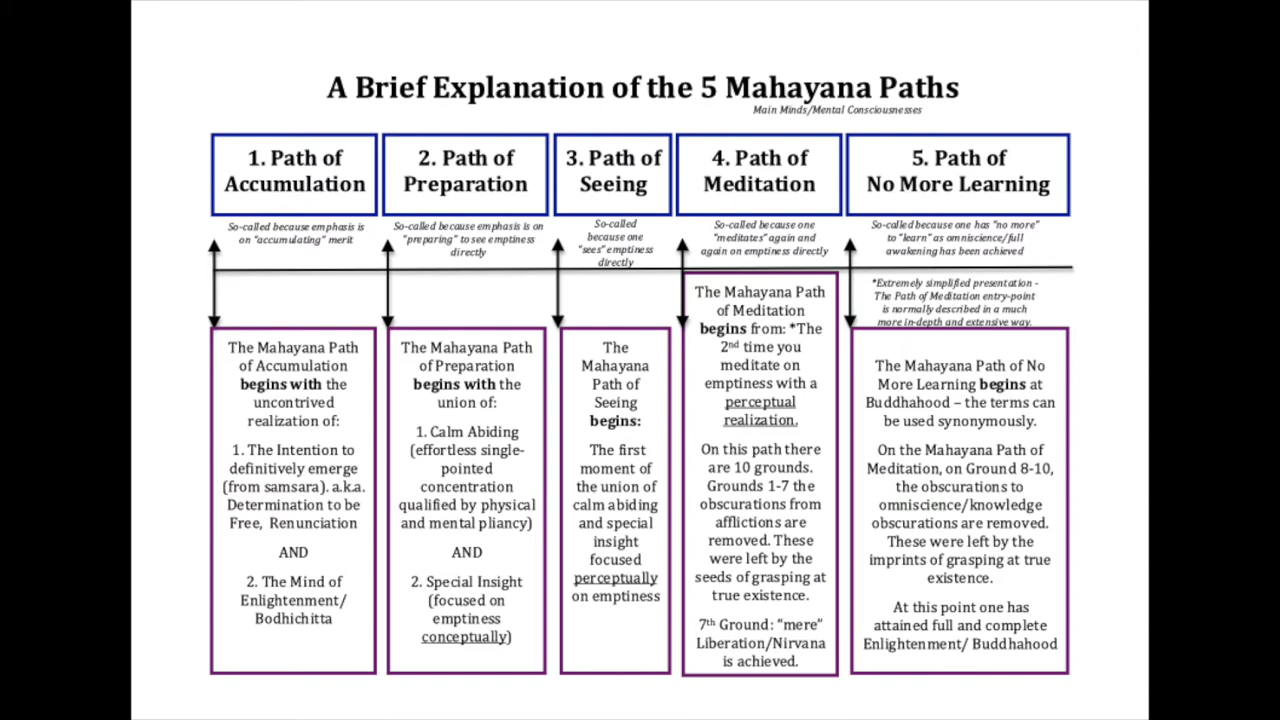 A Brief Explanation of the 5 Mahayana Paths
Main Minds/Mental Consciousnesses
1. Path of
Accumulation
So-called because emphasis is
on "accumulating" merit
The Mahayana Path
of Accumulation
begins with the
uncontrived
realization of:
1. The Intention to
definitively emerge
(from samsara). a.k.a.
Determination to be
Free, Renunciation
AND
2. The Mind of
Enlightenment/
Bodhichitta
2. Path of
Preparation
So-called because emphasis is on
"preparing" to see emptiness
directly
The Mahayana Path
of Preparation
begins with the
union of:
1. Calm Abiding
(effortless single-
pointed
concentration
qualified by physical
and mental pliancy)
AND
2. Special Insight
(focused on
emptiness
conceptually)
3. Path of
Seeing
So-called
because one
"sees" emptiness
directly
The
Mahayana
Path of
Seeing
begins:
The first
moment of
the union of
calm abiding
and special
insight
focused
perceptually
on emptiness
4. Path of
Meditation
So-called because one
"meditates" again and
again on emptiness directly
The Mahayana Path
of Meditation
begins from: *The
2nd time you
meditate on
emptiness with a
perceptual
realization.
On this path there
are 10 grounds.
Grounds 1-7 the
obscurations from
afflictions are
removed. These
were left by the
seeds of grasping at
true existence.
7th Ground: "mere"
Liberation/Nirvana
is achieved.
5. Path of
No More Learning
So-called because one has "no more"
to "learn" as omniscience/full
awakening has been achieved
*Extremely simplified presentation -
The Path of Meditation entry-point
is normally described in a much
more in-depth and extensive way.
The Mahayana Path of No
More Learning begins at
Buddhahood – the terms can
be used synonymously.
On the Mahayana Path of
Meditation, on Ground 8-10,
the obscurations to
omniscience/knowledge
obscurations are removed.
These were left by the
imprints of grasping at true
existence.
At this point one has
attained full and complete
Enlightenment/ Buddhahood